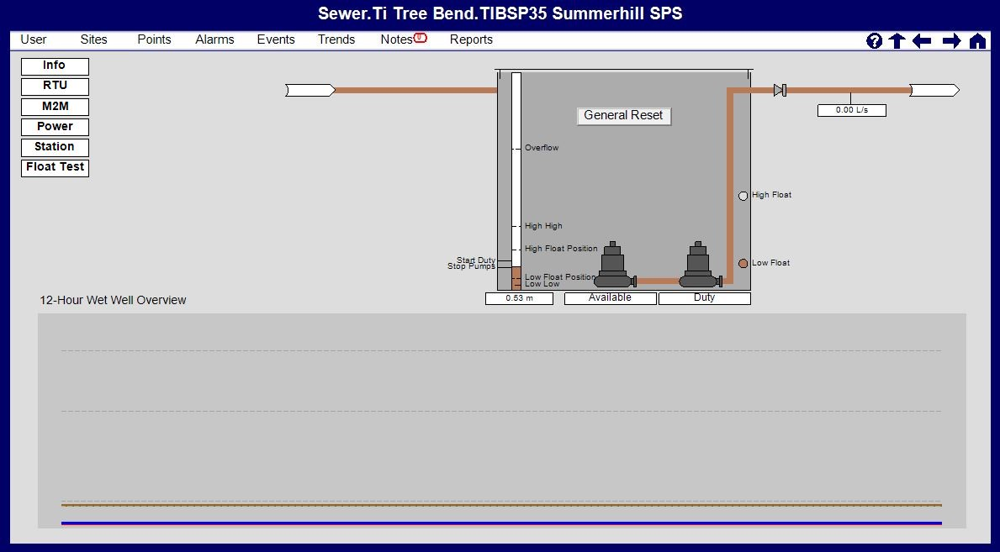 Sewer.Ti Tree Bend.TIBSP35 Summerhill SPS
User Sites Points Alarms Events Trends Notes 0 Reports
Info
RTU
M2M
Power
Station
Float Test
0.00 L/s
General Reset
Overflow
High Float
High High
High Float Position
Start Duty
Stop Pumps
Low Float
Low Float Position
Low Low
0.53 m Available Duty
12-Hour Wet Well Overview